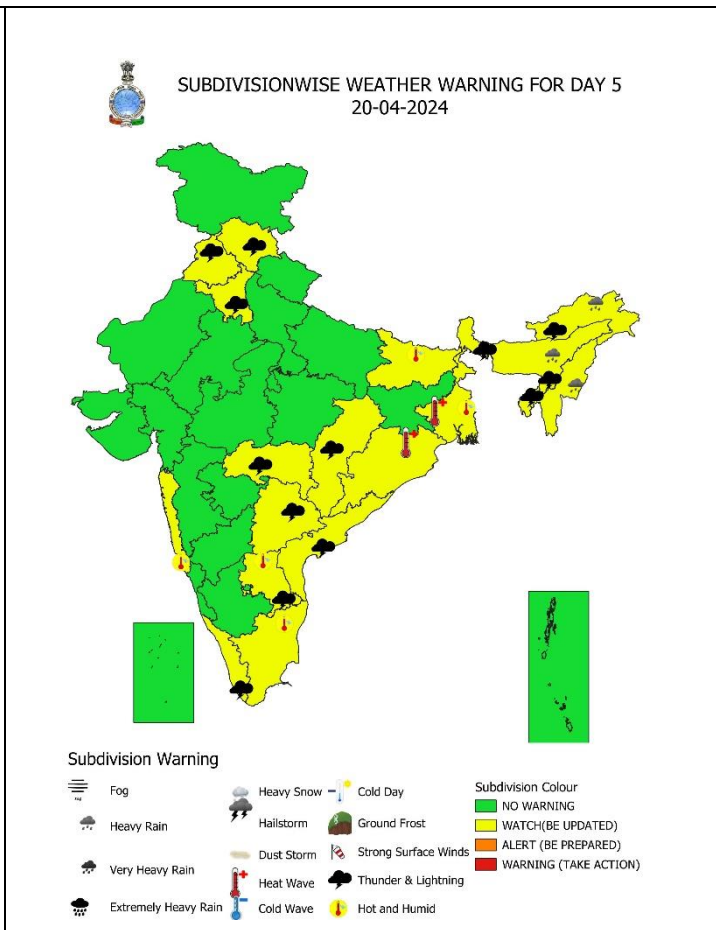 SUBDIVISIONWISE WEATHER WARNING FOR DAY 5
20-04-2024
Subdivision Warning
Fog
Heavy Rain
Very Heavy Rain
Extremely Heavy Rain
Heavy Snow
Hailstorm
Dust Storm
Heat Wave
Cold Wave
Cold Day
Ground Frost
Strong Surface Winds
Thunder & Lightning
Hot and Humid
Subdivision Colour
NO WARNING
WATCH(BE UPDATED)
ALERT (BE PREPARED)
WARNING (TAKE ACTION)